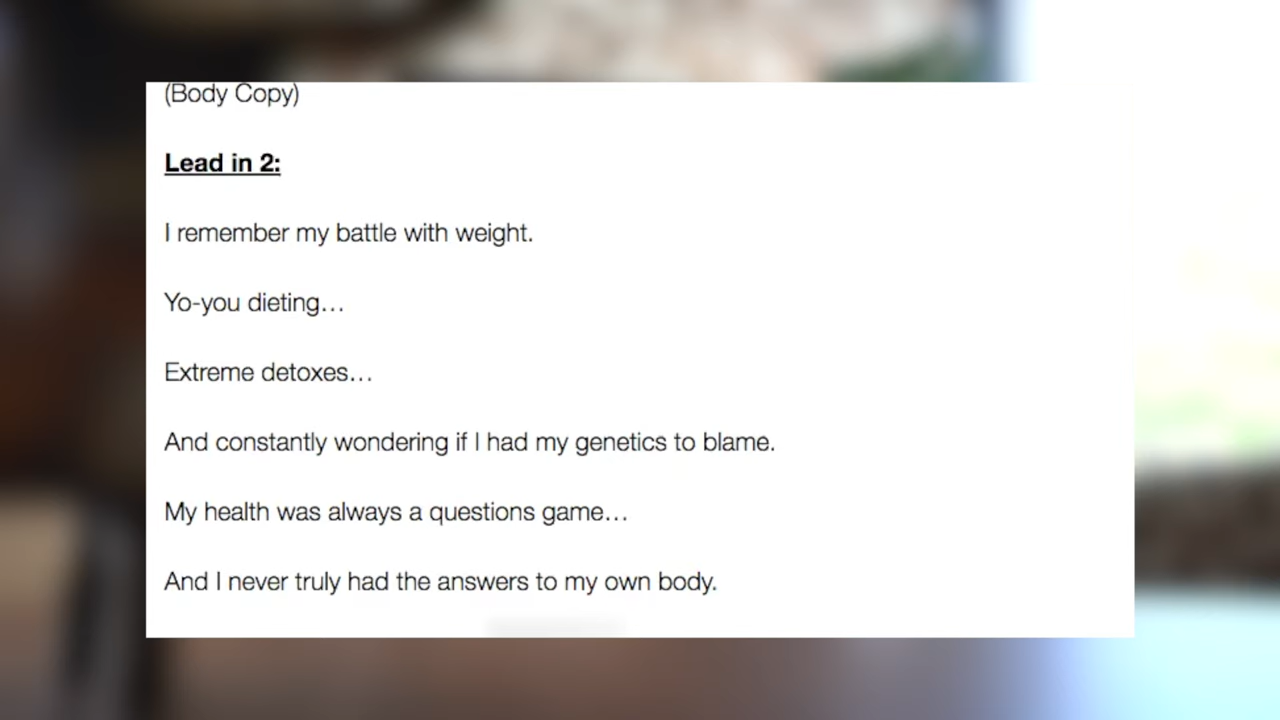 (Body Copy)
Lead in 2:
I remember my battle with weight.
Yo-you dieting…
Extreme detoxes…
And constantly wondering if I had my genetics to blame.
My health was always a questions game…
And I never truly had the answers to my own body.